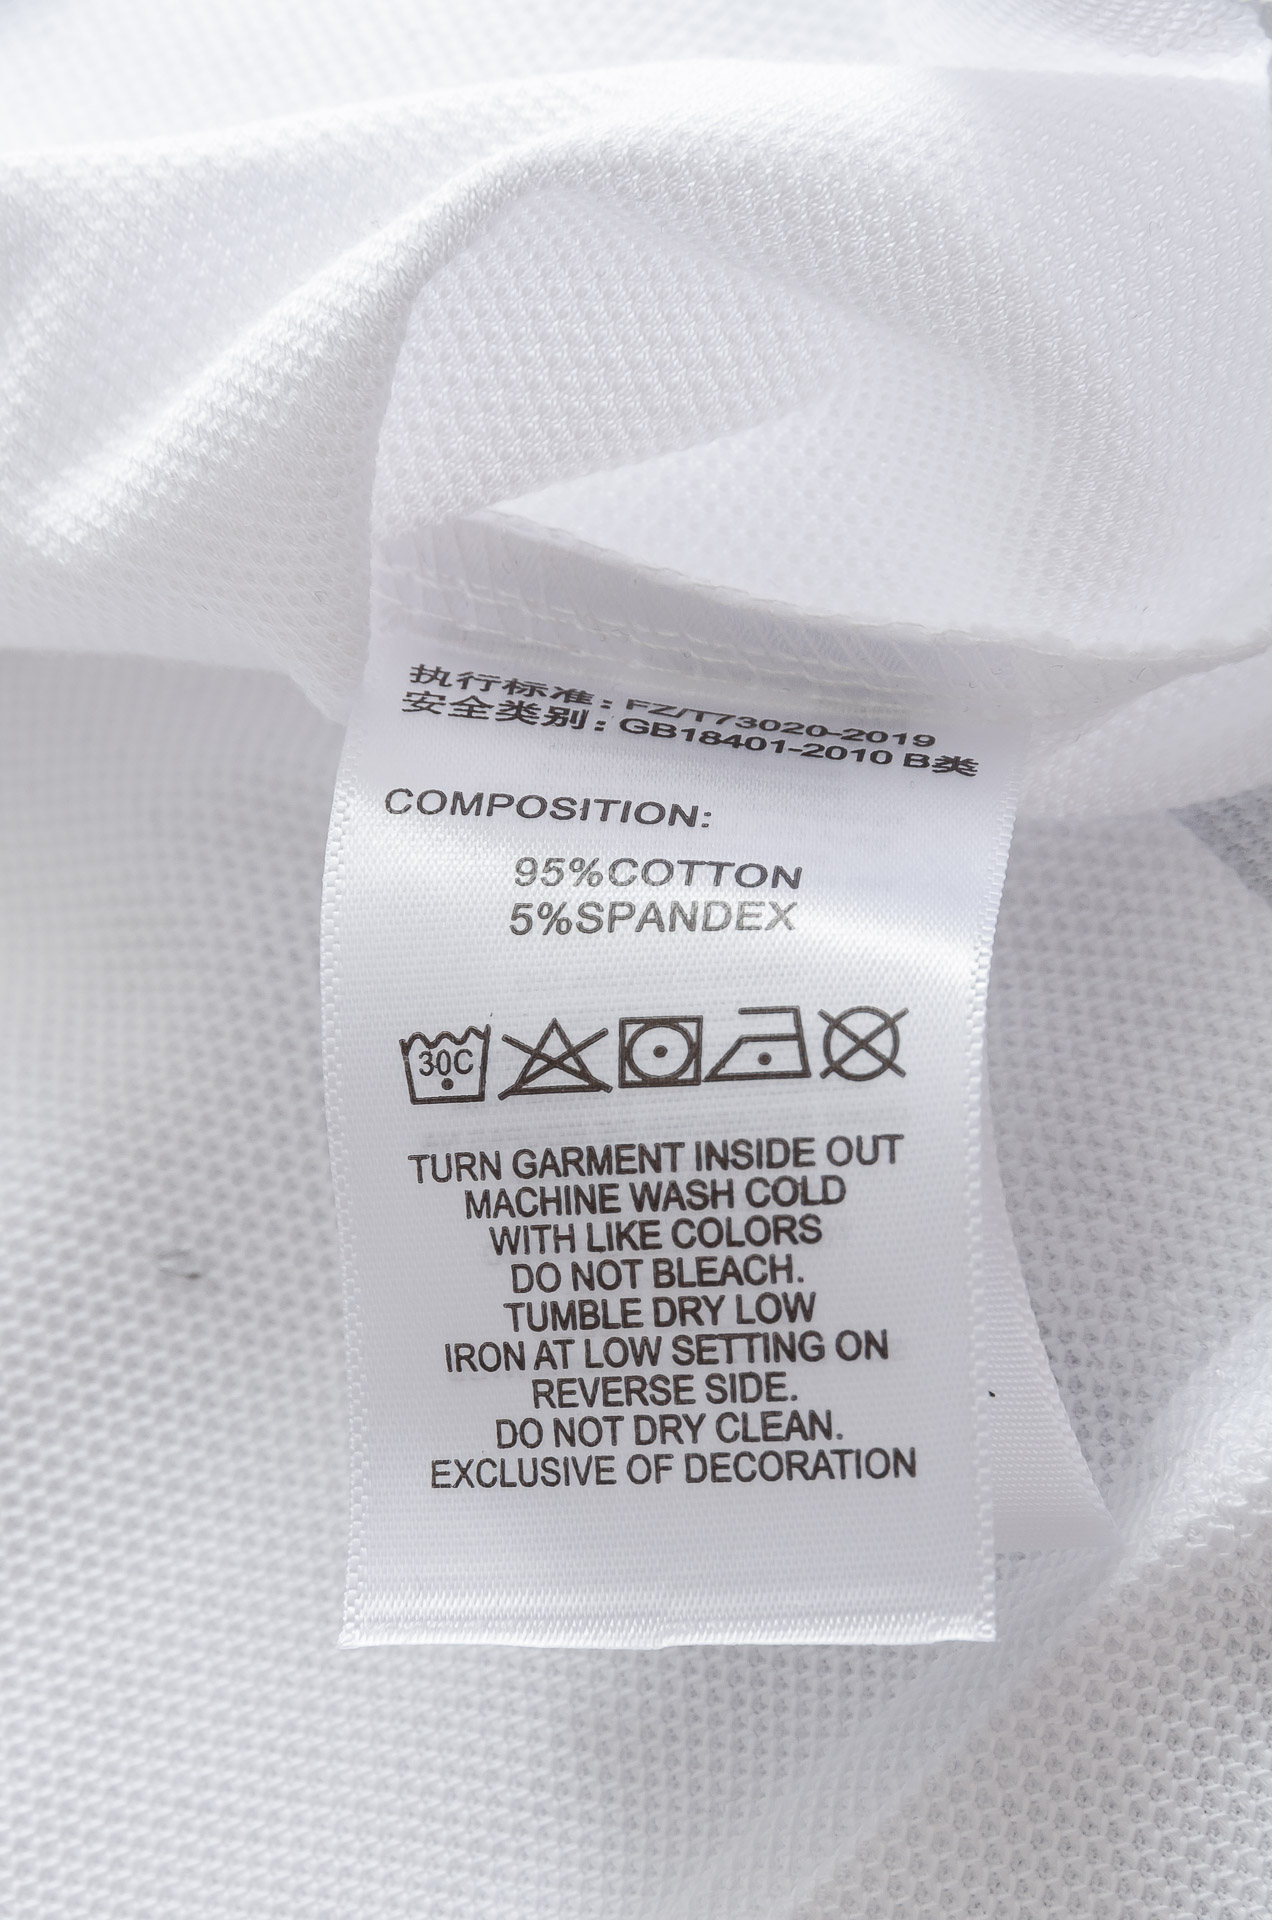 执行标准：FZ/T73020-2019
安全类别：GB18401-2010 B类
COMPOSITION:
95%COTTON
5%SPANDEX
30C
TURN GARMENT INSIDE OUT
MACHINE WASH COLD
WITH LIKE COLORS
DO NOT BLEACH.
TUMBLE DRY LOW
IRON AT LOW SETTING ON
REVERSE SIDE.
DO NOT DRY CLEAN.
EXCLUSIVE OF DECORATION